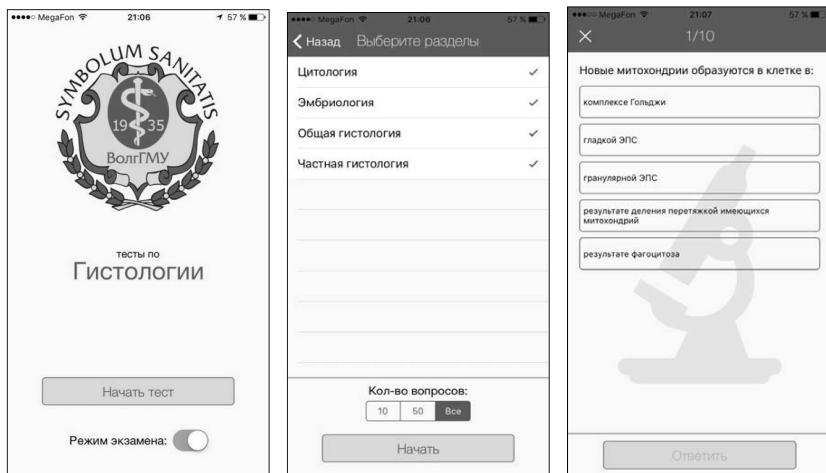 MegaFon 21:06 57 %
SYMBOLUM SANITATIS
19 35
ВолгГМУ
тесты по
Гистологии
Начать тест
Режим экзамена:
MegaFon 21:06 57 %
Назад Выберите разделы
Цитология
Эмбриология
Общая гистология
Частная гистология
Кол-во вопросов:
10 50 Все
Начать
MegaFon 21:07 57 %
1/10
Новые митохондрии образуются в клетке в:
комплексе Гольджи
гладкой ЭПС
гранулярной ЭПС
результате деления перетяжкой имеющихся
митохондрий
результате фагоцитоза
Ответить